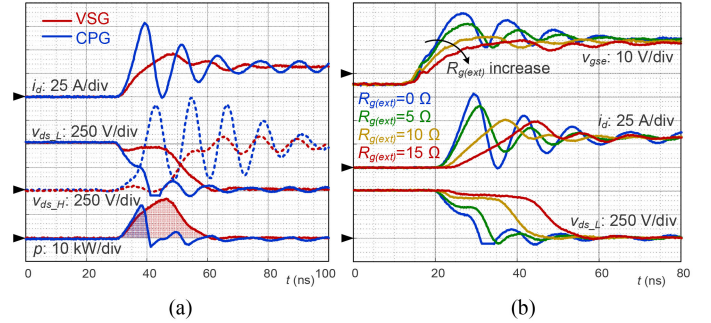 VSG
CPG
i_d: 25 A/div
v_ds_L: 250 V/div
v_ds_H: 250 V/div
p: 10 kW/div
0 20 40 60 80 100
t (ns)
(a)
R_g(ext) increase
v_gse: 10 V/div
R_g(ext)=0 Ω
R_g(ext)=5 Ω
R_g(ext)=10 Ω
R_g(ext)=15 Ω
i_d: 25 A/div
v_ds_L: 250 V/div
0 20 40 60 80
t (ns)
(b)